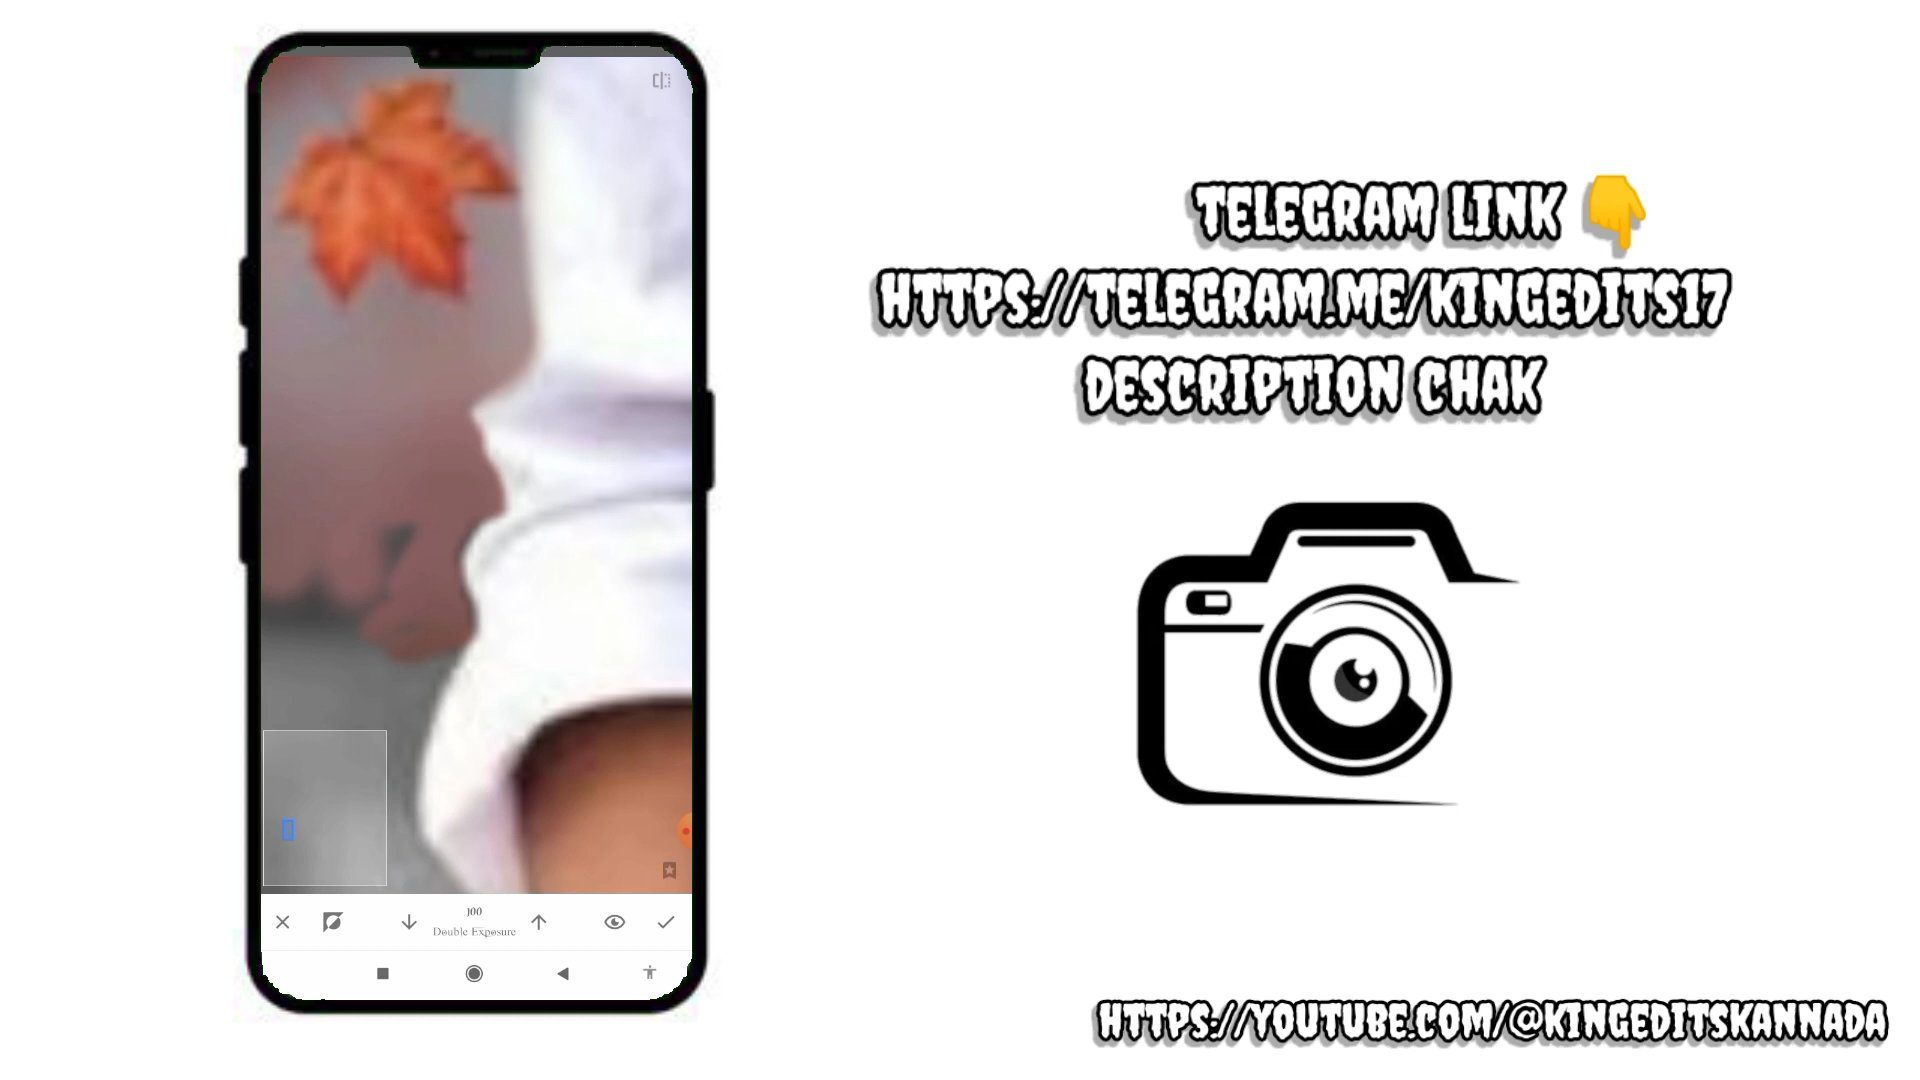 TELEGRAM LINK 👇
HTTPS://TELEGRAM.ME/KINGEDITS17
DESCRIPTION CHAK
100
Double Exposure
HTTPS://YOUTUBE.COM/@KINGEDITSKANNADA